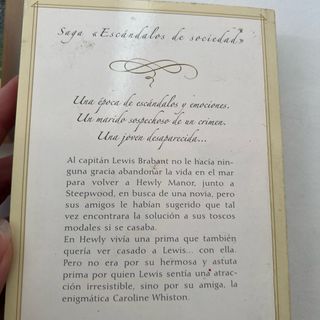 Saga «Escándalos de sociedad»
Una época de escándalos y emociones.
Un marido sospechoso de un crimen.
Una joven desaparecida...
Al capitán Lewis Brabant no le hacía nin-
guna gracia abandonar la vida en el mar
para volver a Hewly Manor, junto a
Steepwood, en busca de una novia, pero
sus amigos le habían sugerido que tal
vez encontrara la solución a sus toscos
modales si se casaba.
En Hewly vivía una prima que también
quería ver casado a Lewis... con ella.
Pero no era por su hermosa y astuta
prima por quien Lewis sentía una atrac-
ción irresistible, sino por su amiga, la
enigmática Caroline Whiston.